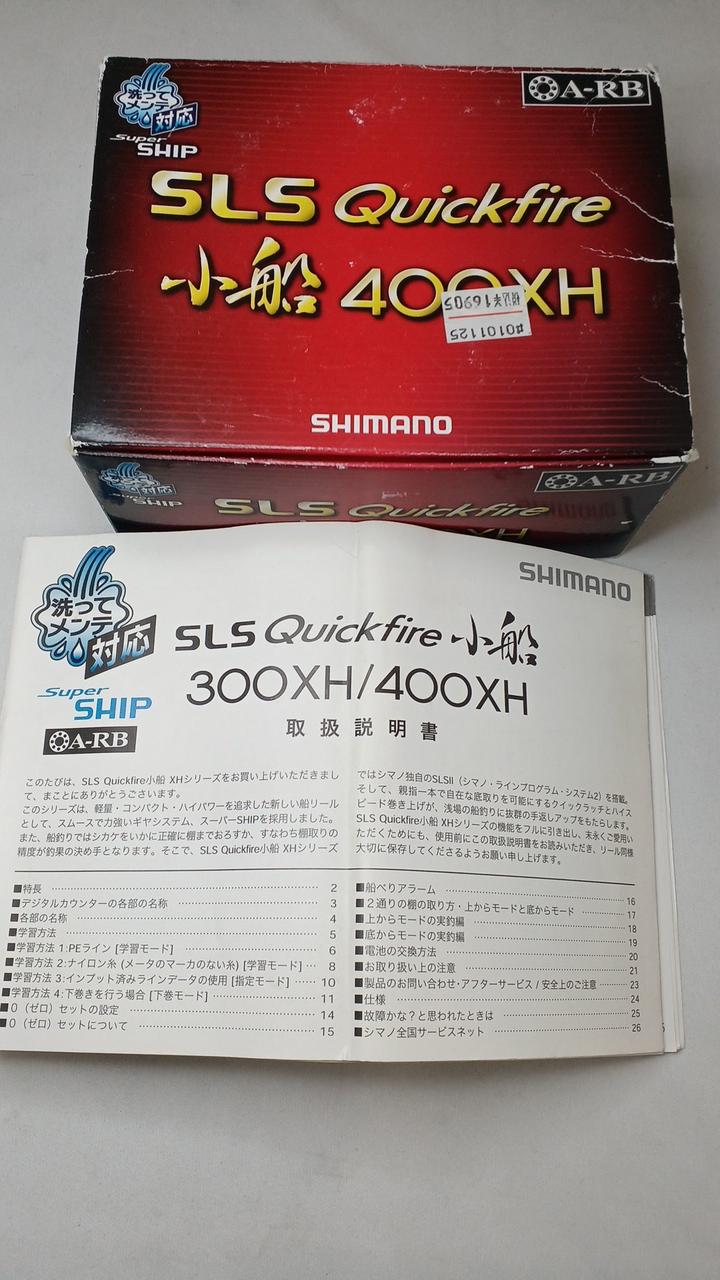 洗って
メンテ
対応
Super
SHIP
A-RB
SLS Quickfire
小船 400XH
税込¥16905
#0101125
SHIMANO
対応
Super
SHIP
A-RB
SLS Quickfire
SHIMANO
洗って
メンテ
対応
Super
SHIP
A-RB
SLS Quickfire 小船
300XH/400XH
取扱説明書
このたびは、SLS Quickfire小船 XHシリーズをお買い上げいただきまし
て、まことにありがとうございます。
このシリーズは、軽量・コンパクト・ハイパワーを追求した新しい船リール
として、スムースで力強いギヤシステム、スーパーSHIPを採用しました。
また、船釣りではシカケをいかに正確に棚までおろすか、すなわち棚取りの
精度が釣果の決め手となります。そこで、SLS Quickfire小船 XHシリーズ
ではシマノ独自のSLSII（シマノ・ラインプログラム・システム2）を搭載。
そして、親指一本で自在な底取りを可能にするクイックラッチとハイス
ピード巻き上げが、浅場の船釣りに抜群の手返しアップをもたらします。
SLS Quickfire小船 XHシリーズの機能をフルに引き出し、末永くご愛用い
ただくためにも、使用前にこの取扱説明書をお読みいただき、リール同様
大切に保存してくださるようお願い申し上げます。
■特長 2
■デジタルカウンターの各部の名称 3
■各部の名称 4
■学習方法 5
■学習方法 1:PEライン [学習モード] 6
■学習方法 2:ナイロン糸 (メータのマーカのない糸) [学習モード] 8
■学習方法 3:インプット済みラインデータの使用 [指定モード] 10
■学習方法 4:下巻きを行う場合 [下巻モード] 11
■0（ゼロ）セットの設定 14
■0（ゼロ）セットについて 15
■船べりアラーム 16
■2通りの棚の取り方・上からモードと底からモード 17
■上からモードの実釣編 18
■底からモードの実釣編 19
■電池の交換方法 20
■お取り扱い上の注意 21
■製品のお問い合わせ・アフターサービス / 安全上のご注意 23
■仕様 24
■故障かな？と思われたときは 25
■シマノ全国サービスネット 26